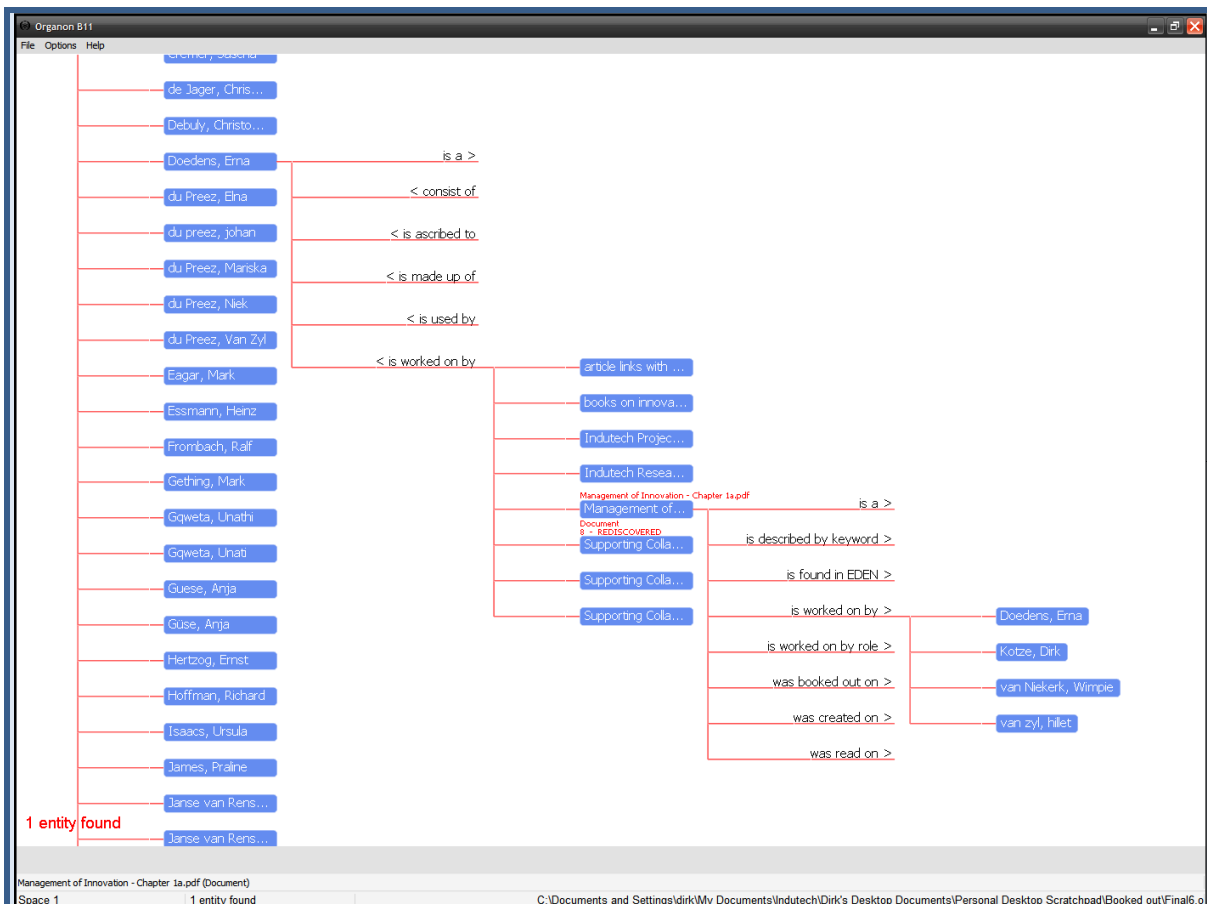 Organon B11
File Options Help
Cremer, Sascha
de Jager, Chris...
Debuly, Christo...
Doedens, Erna
du Preez, Elna
du preez, johan
du Preez, Mariska
du Preez, Niek
du Preez, Van Zyl
Eagar, Mark
Essmann, Heinz
Frombach, Ralf
Gething, Mark
Gqweta, Unathi
Gqweta, Unati
Guese, Anja
Güse, Anja
Hertzog, Ernst
Hoffman, Richard
Isaacs, Ursula
James, Praline
Janse van Rens...
Janse van Rens...
is a >
< consist of
< is ascribed to
< is made up of
< is used by
< is worked on by
article links with ...
books on innova...
Indutech Projec...
Indutech Resea...
Management of Innovation - Chapter 1a.pdf
Management of...
Document
8 - REDISCOVERED
Supporting Colla...
Supporting Colla...
Supporting Colla...
is a >
is described by keyword >
is found in EDEN >
is worked on by >
is worked on by role >
was booked out on >
was created on >
was read on >
Doedens, Erna
Kotze, Dirk
van Niekerk, Wimpie
van zyl, hillet
1 entity found
Management of Innovation - Chapter 1a.pdf (Document)
Space 1
1 entity found
C:\Documents and Settings\dirk\My Documents\Indutech\Dirk's Desktop Documents\Personal Desktop Scratchpad\Booked out\Final6.o